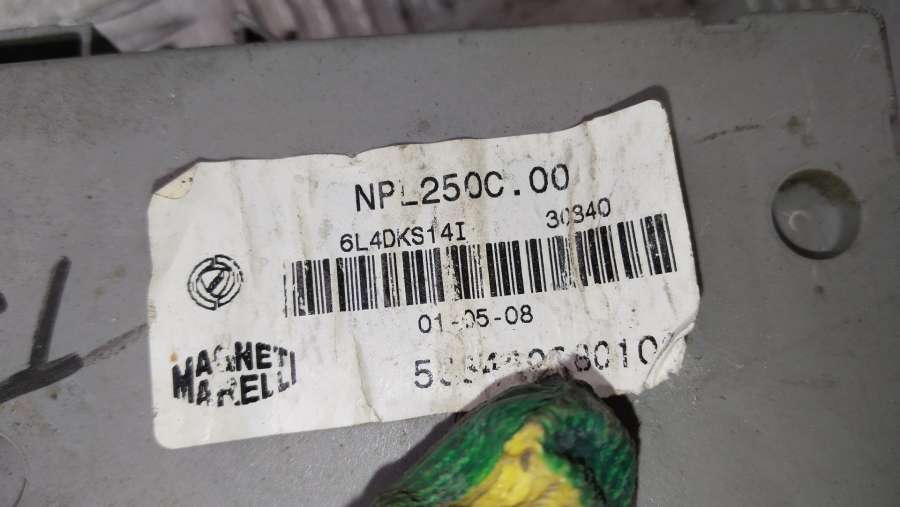 NPL250C.00
6L4DKS14I 30340
01-05-08
MAGNETI
MARELLI